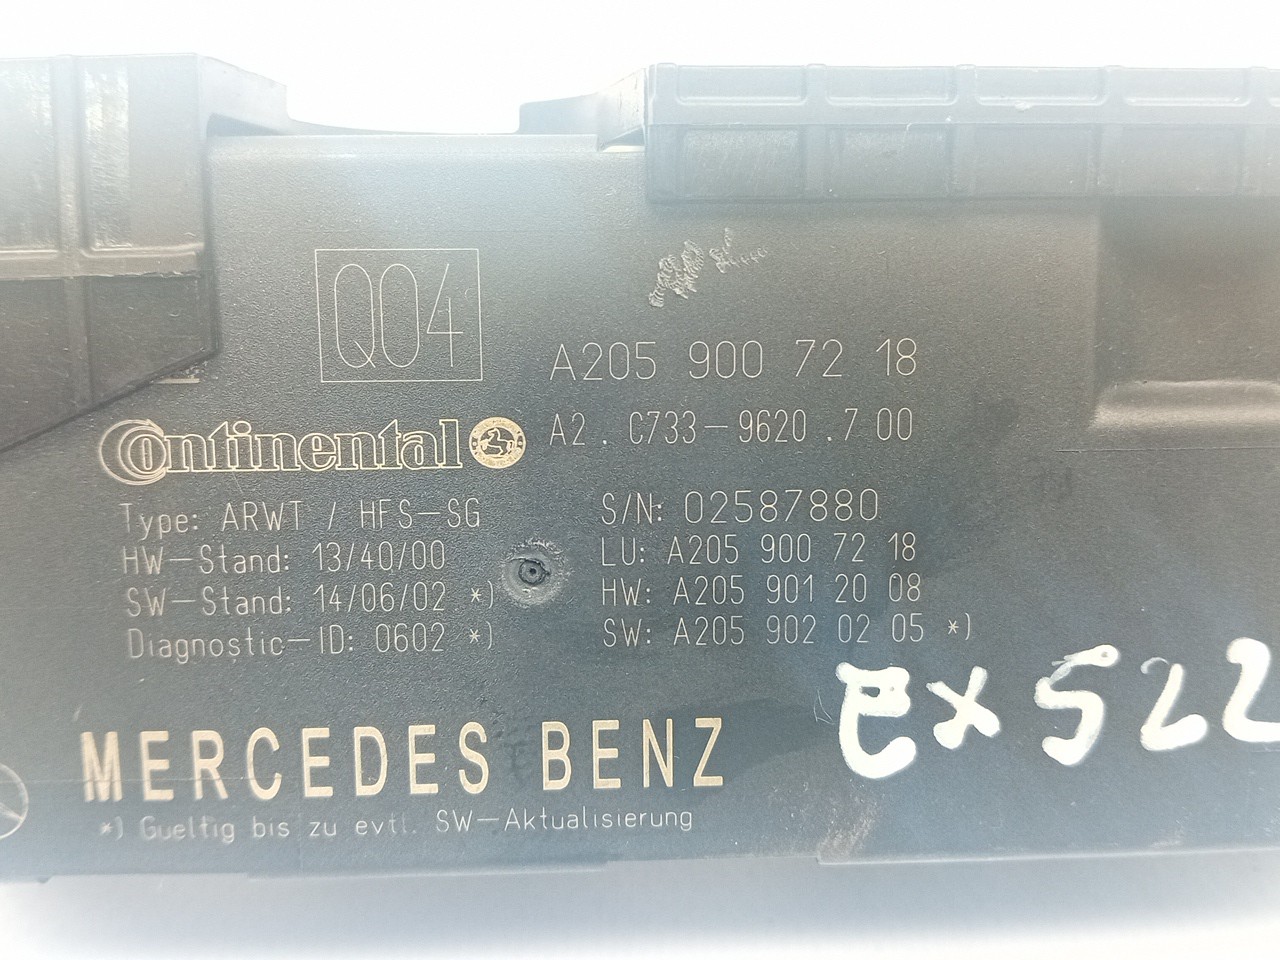 Q04
A205 900 72 18
A2 . C733-9620 .7 00
Continental
Type: ARWT / HFS-SG
HW-Stand: 13/40/00
SW-Stand: 14/06/02 *)
Diagnostic-ID: 0602 *)
S/N: 02587880
LU: A205 900 72 18
HW: A205 901 20 08
SW: A205 902 02 05 *)
ex522
MERCEDES BENZ
*) Gueltig bis zu evtl. SW-Aktualisierung